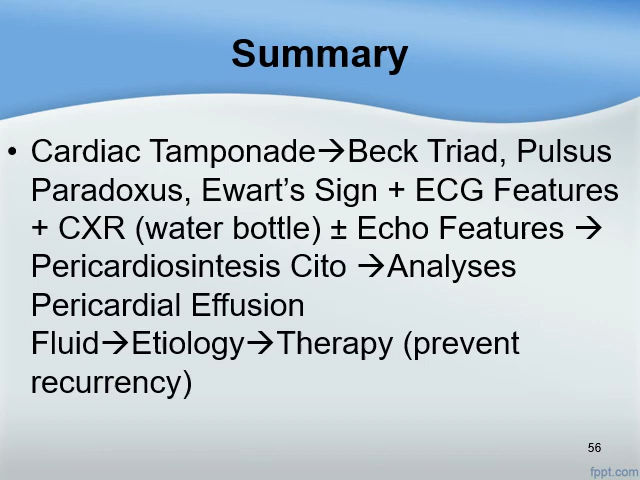 Summary
• Cardiac Tamponade→Beck Triad, Pulsus
Paradoxus, Ewart’s Sign + ECG Features
+ CXR (water bottle) ± Echo Features →
Pericardiosintesis Cito →Analyses
Pericardial Effusion
Fluid→Etiology→Therapy (prevent
recurrency)
56
fppt.com